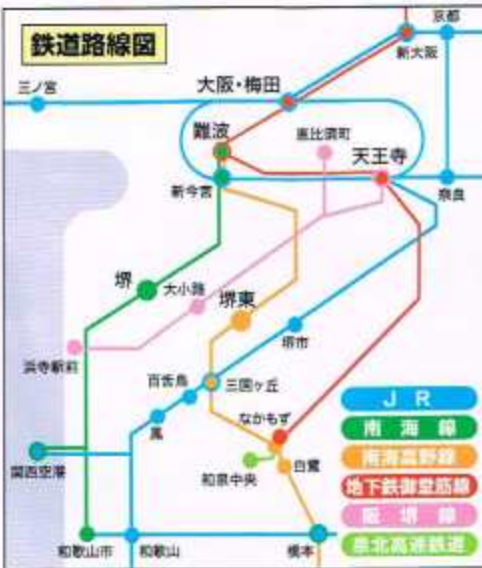 鉄道路線図
京都
新大阪
三ノ宮
大阪・梅田
難波
恵比須町
天王寺
新今宮
奈良
堺
大小路
堺東
堺市
浜寺駅前
百舌鳥
三国ヶ丘
鳳
なかもず
関西空港
和泉中央
白鷺
和歌山市
和歌山
橋本
JR
南海線
南海高野線
地下鉄御堂筋線
阪堺線
泉北高速鉄道